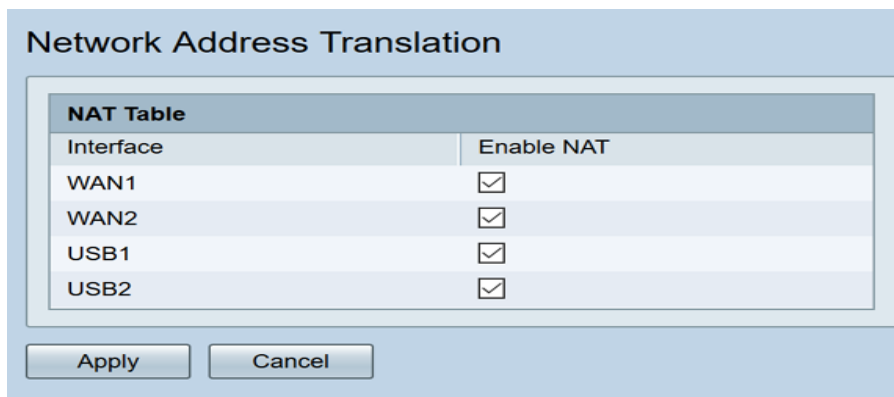 Network Address Translation
NAT Table
Interface Enable NAT
WAN1
WAN2
USB1
USB2
Apply Cancel